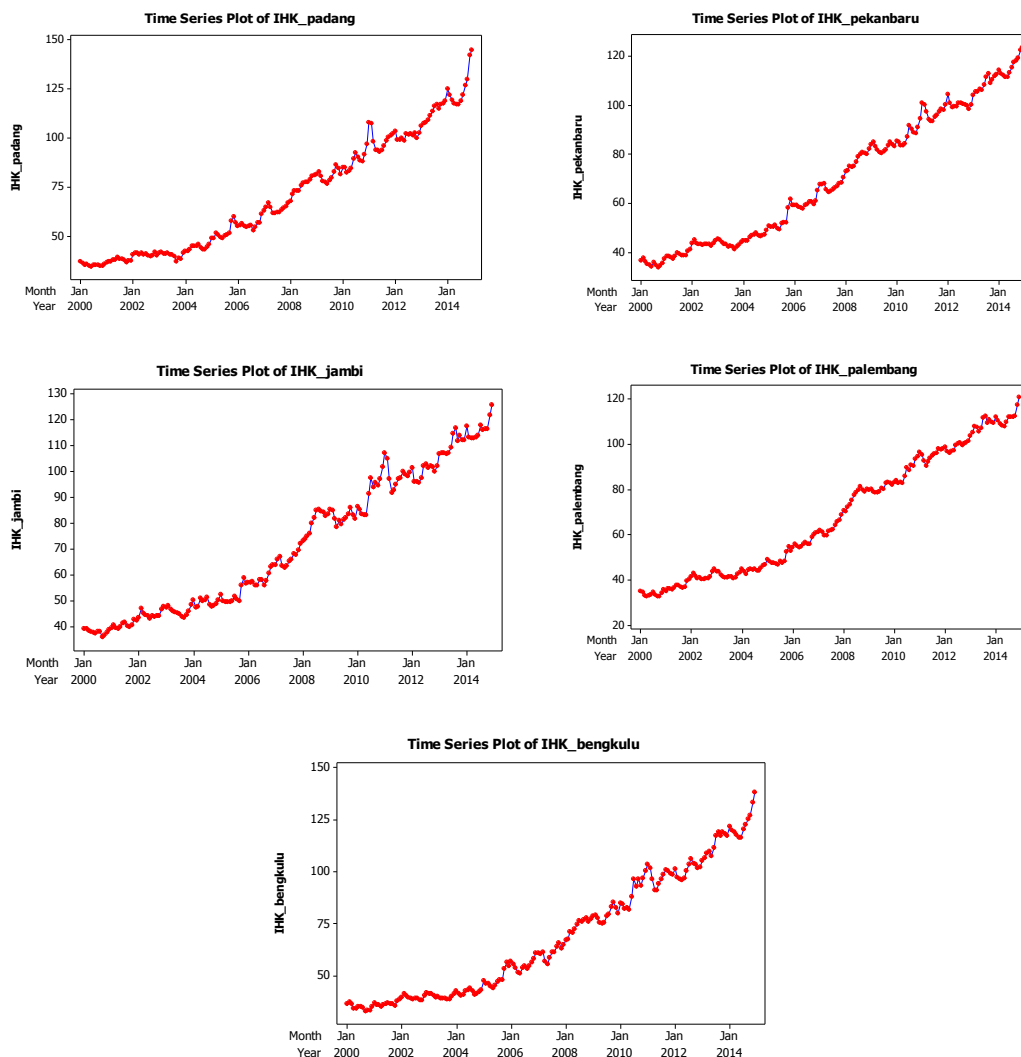 Time Series Plot of IHK_padang
150
125
100
75
50
IHK_padang
Month Jan Jan Jan Jan Jan Jan Jan Jan
Year 2000 2002 2004 2006 2008 2010 2012 2014
Time Series Plot of IHK_pekanbaru
120
100
80
60
40
IHK_pekanbaru
Month Jan Jan Jan Jan Jan Jan Jan Jan
Year 2000 2002 2004 2006 2008 2010 2012 2014
Time Series Plot of IHK_jambi
130
120
110
100
90
80
70
60
50
40
IHK_jambi
Month Jan Jan Jan Jan Jan Jan Jan Jan
Year 2000 2002 2004 2006 2008 2010 2012 2014
Time Series Plot of IHK_palembang
120
100
80
60
40
20
IHK_palembang
Month Jan Jan Jan Jan Jan Jan Jan Jan
Year 2000 2002 2004 2006 2008 2010 2012 2014
Time Series Plot of IHK_bengkulu
150
125
100
75
50
IHK_bengkulu
Month Jan Jan Jan Jan Jan Jan Jan Jan
Year 2000 2002 2004 2006 2008 2010 2012 2014